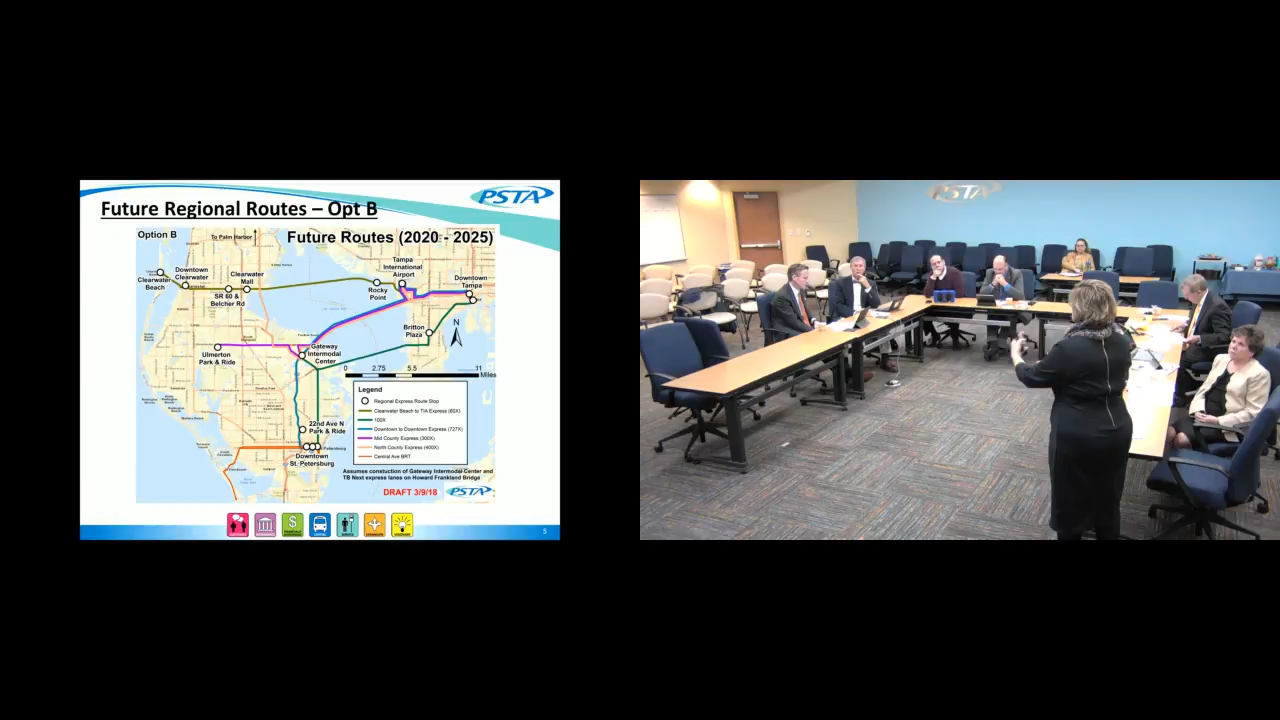 PSTA
Future Regional Routes – Opt B
Option B
To Palm Harbor
Future Routes (2020 - 2025)
Tampa
International
Airport
Downtown
Tampa
Clearwater
Beach
Downtown
Clearwater
Clearwater
Mall
SR 60 &
Belcher Rd
Rocky
Point
Britton
Plaza
N
Ulmerton
Park & Ride
Gateway
Intermodal
Center
0 2.75 5.5 11
Miles
Legend
Regional Express Route Stop
Clearwater Beach to TIA Express (60X)
100X
Downtown to Downtown Express (727X)
Mid County Express (300X)
North County Express (400X)
Central Ave BRT
22nd Ave N
Park & Ride
Downtown
St. Petersburg
Assumes constuction of Gateway Intermodal Center and
TB Next express lanes on Howard Frankland Bridge
DRAFT 3/9/18
PSTA
5
PSTA